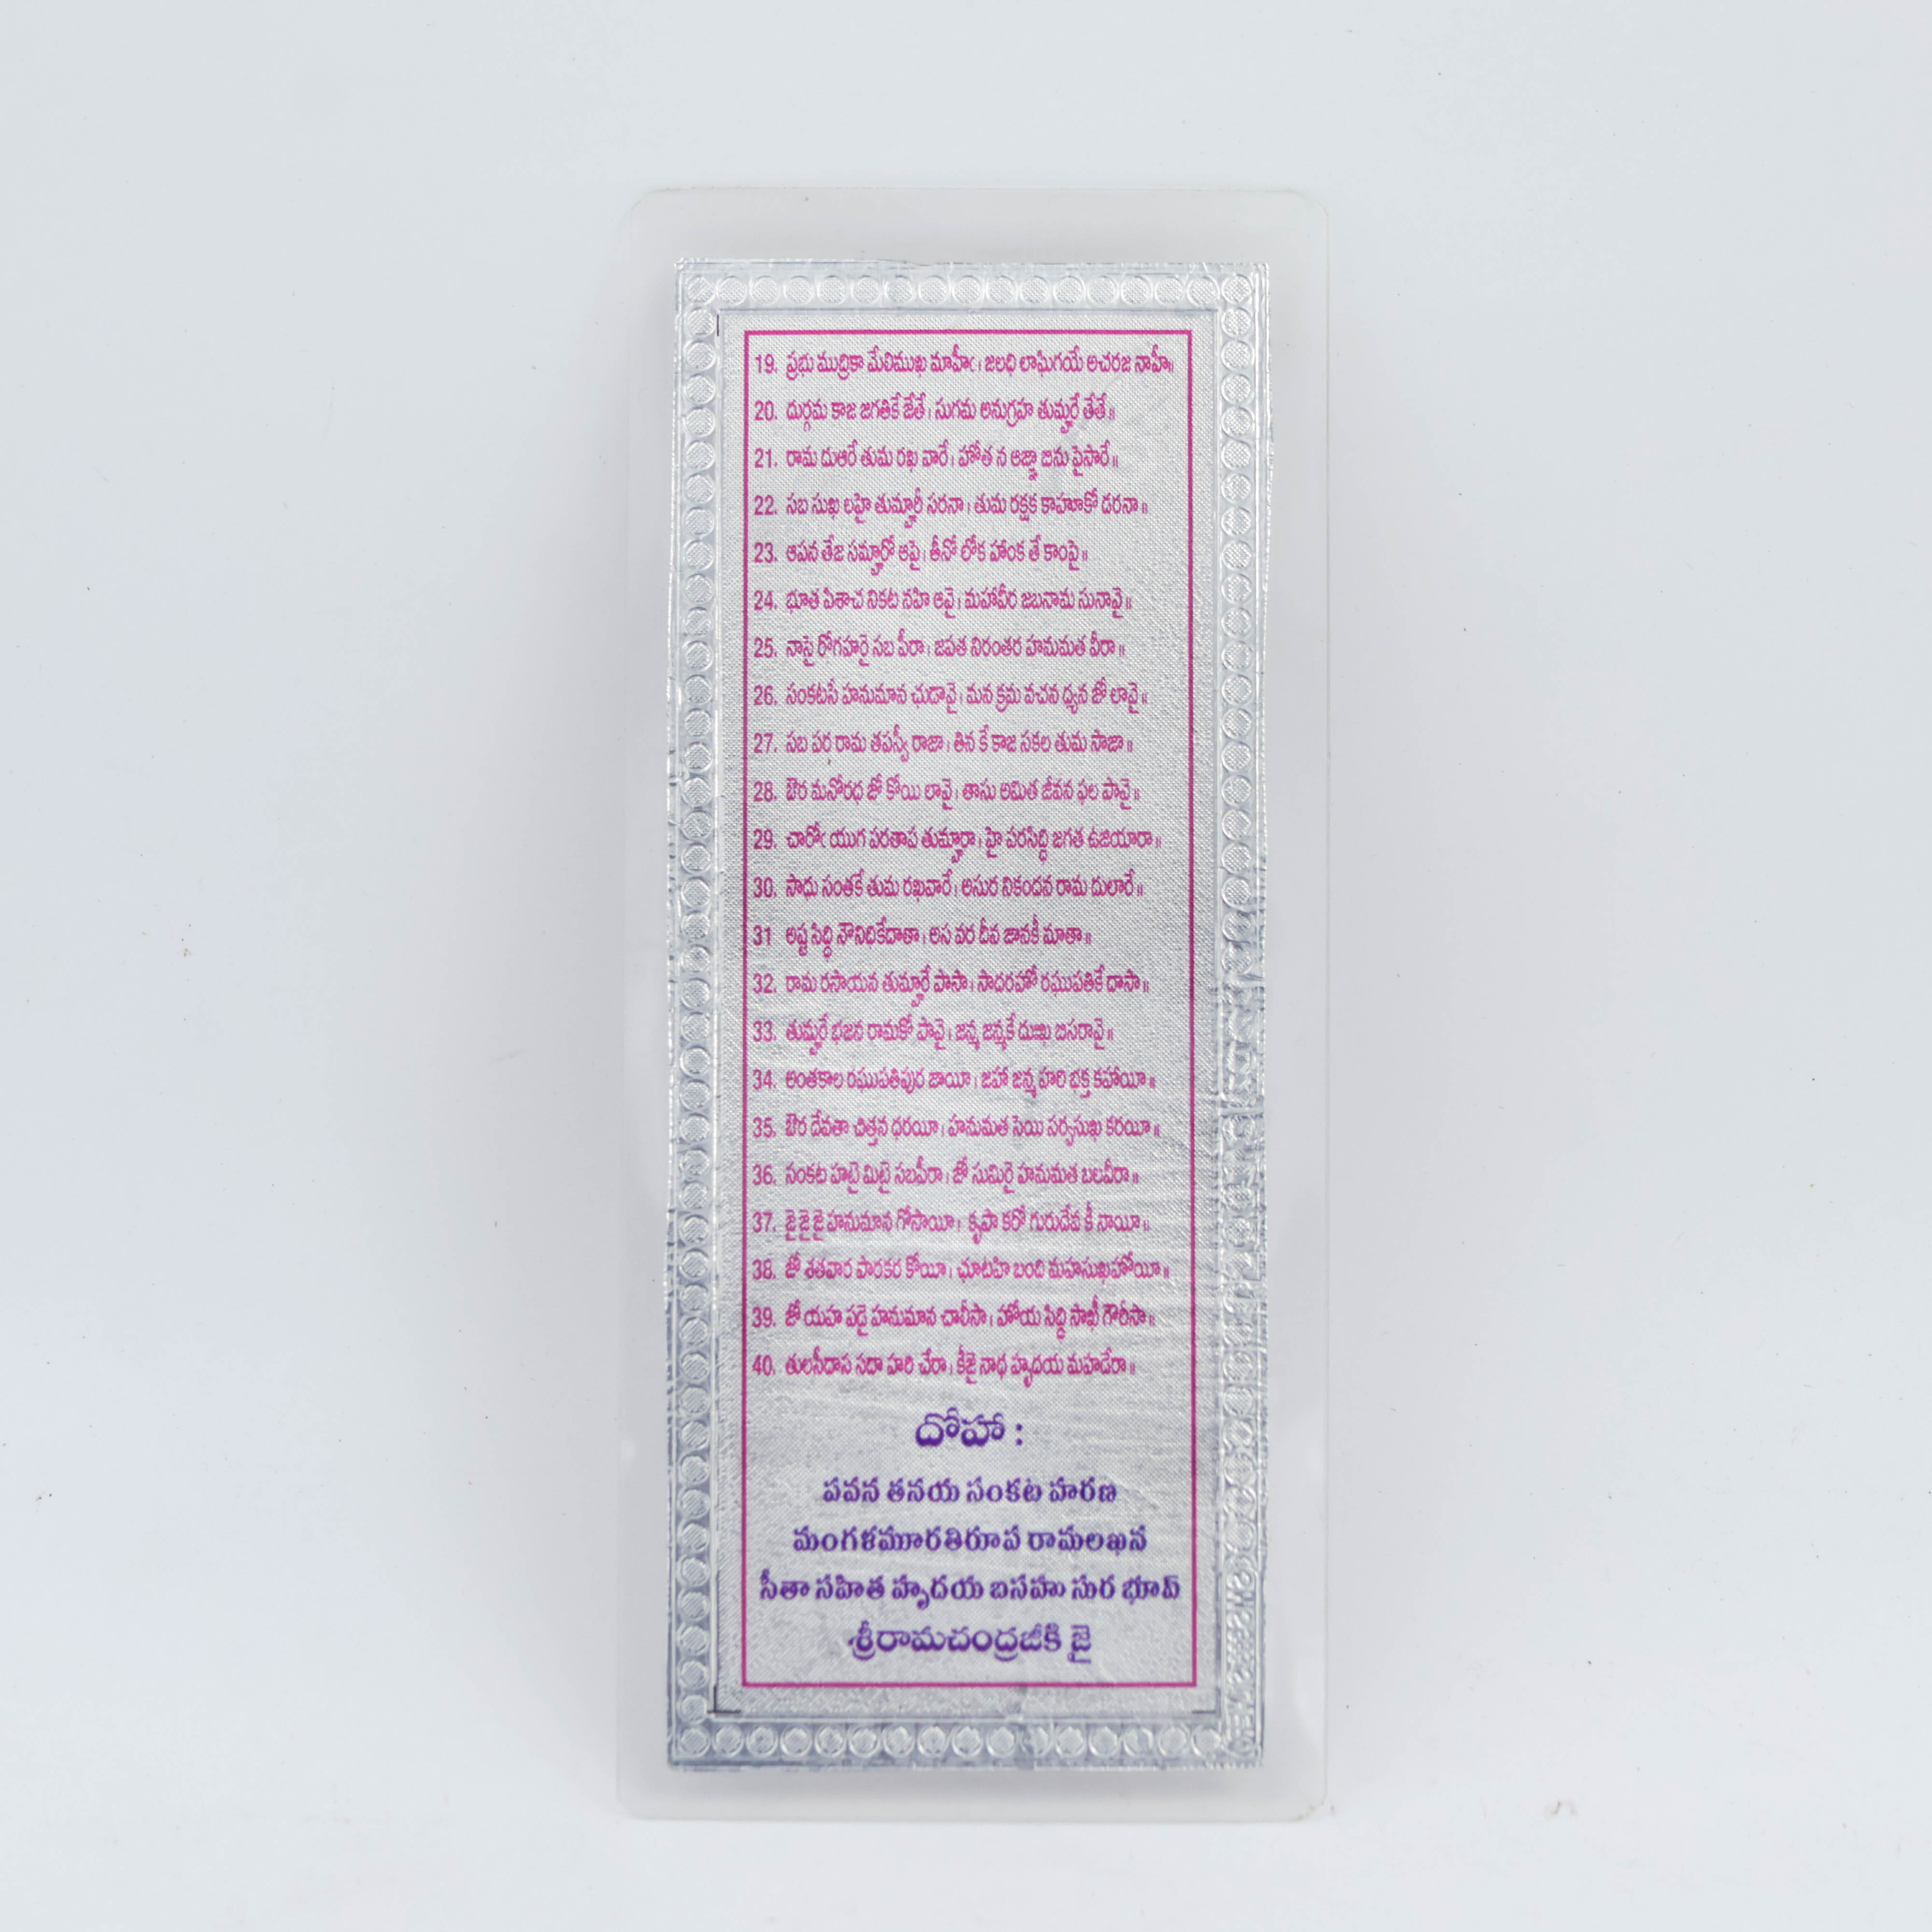 19. ప్రభు ముద్రికా మేలిముఖ మాహీఁ। జలధి లాఘిగయే అచరజ నాహీ॥
20. దుర్గమ కాజ జగతికే జేతే। సుగమ అనుగ్రహ తుమ్హరే తేతే॥
21. రామ దుఆరే తుమ రఖ వారే। హోత న ఆజ్ఞా బిను పైసారే॥
22. సబ సుఖ లహై తుమ్హారీ సరనా। తుమ రక్షక కాహూకో డరనా॥
23. ఆపన తేజ సమ్హారో ఆపై। తీనో లోక హాంక తే కాంపై॥
24. భూత పిశాచ నికట నహి ఆవై। మహావీర జబనామ సునావై॥
25. నాసై రోగహరై సబ పీరా। జపత నిరంతర హనుమత వీరా॥
26. సంకటసే హనుమాన ఛుడావై। మన క్రమ వచన ధ్యన జో లావై॥
27. సబ పర రామ తపస్వీ రాజా। తిన కే కాజ సకల తుమ సాజా॥
28. ఔర మనోరధ జో కోయి లావై। తాసు అమిత జీవన ఫల పావై॥
29. చారోఁ యుగ పరతాప తుమ్హారా। హై పరసిద్ధి జగత ఉజియారా॥
30. సాధు సంతకే తుమ రఖవారే। అసుర నికందన రామ దులారే॥
31 అష్ట సిద్ధి నౌనిధికేదాతా। అస వర దీన జానకీ మాతా॥
32. రామ రసాయన తుమ్హారే పాసా। సాదరహో రఘుపతికే దాసా॥
33. తుమ్హరే భజన రామకో పావై। జన్మ జన్మకే దుఃఖ బిసరావై॥
34. అంతకాల రఘుపతిపుర జాయీ। జహా జన్మ హరి భక్త కహాయీ॥
35. ఔర దేవతా చిత్తన ధరయీ। హనుమత సెయి సర్వసుఖ కరయీ॥
36. సంకట హటై మిటై సబపీరా। జో సుమిరై హనుమత బలవీరా॥
37. జైజైజై హనుమాన గోసాయీ। కృపా కరో గురుదేవ కీ నాయీ॥
38. జో శతవార పాఠకర కోయీ। ఛూటహి బంది మహసుఖహోయీ॥
39. జో యహ పడై హనుమాన చాలీసా। హోయ సిద్ధి సాఖీ గౌరీసా॥
40. తులసీదాస సదా హరి చేరా। కీజై నాథ హృదయ మహడేరా॥
దోహా :
పవన తనయ సంకట హరణ
మంగళమూరతిరూప రామలఖన
సీతా సహిత హృదయ బసహు సుర భూప్
శ్రీరామచంద్రజీకి జై